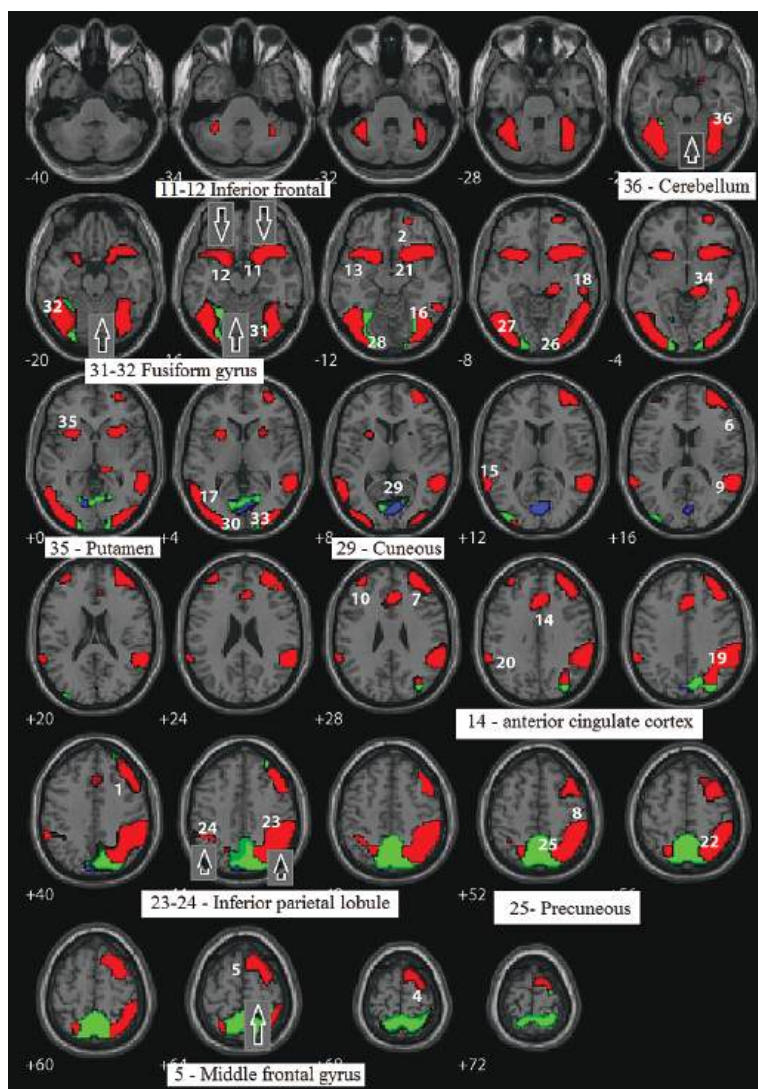 36
-40 -34 -32 -28 -2
11-12 Inferior frontal
36 - Cerebellum
2
12 11 13 21 18 34
32 31 16 27
28 26
-20 16 -12 -8 -4
31-32 Fusiform gyrus
35 6
15 9
17 29
30 33
+0 +4 +8 +12 +16
35 - Putamen 29 - Cuneous
10 7
14
20 19
+20 +24 +28
14 - anterior cingulate cortex
1
24 23 8
25 22
+40 +52
23-24 - Inferior parietal lobule 25- Precuneous
5
4
+60 +72
5 - Middle frontal gyrus